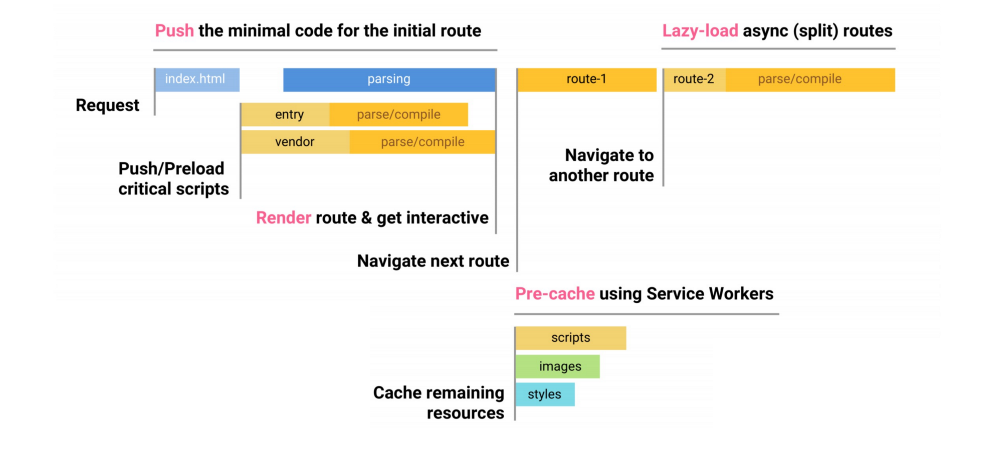 Push the minimal code for the initial route
Lazy-load async (split) routes
index.html
parsing
route-1
route-2
parse/compile
Request
entry
parse/compile
vendor
parse/compile
Push/Preload
critical scripts
Navigate to
another route
Render route & get interactive
Navigate next route
Pre-cache using Service Workers
scripts
images
styles
Cache remaining
resources